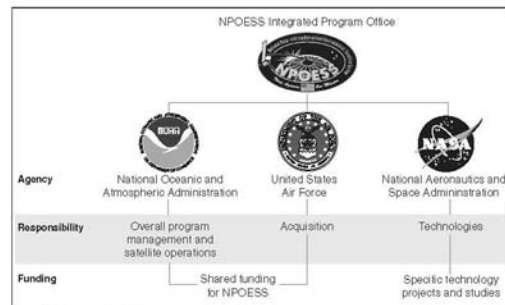 NPOESS Integrated Program Office
NPOESS
NOAA
NASA
Agency
National Oceanic and
Atmospheric Administration
United States
Air Force
National Aeronautics and
Space Admininstration
Responsibility
Overall program
management and
satellite operations
Acquisition
Technologies
Funding
Shared funding
for NPOESS
Specific technology
projects and studies